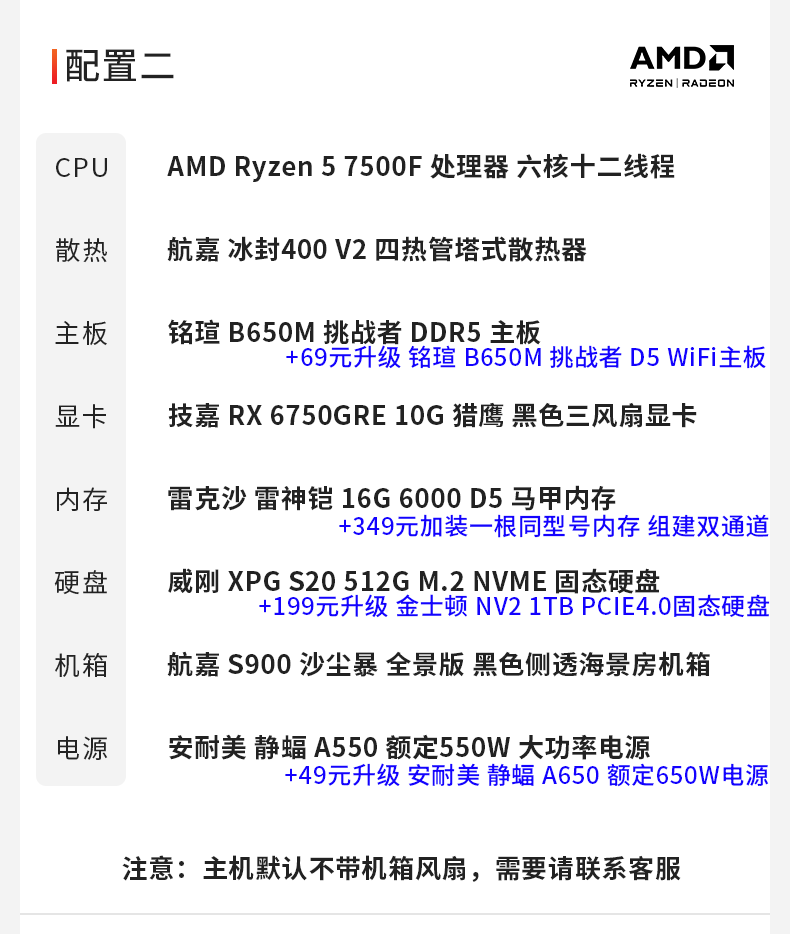 配置二
AMD
RYZEN | RADEON
CPU AMD Ryzen 5 7500F 处理器 六核十二线程
散热 航嘉 冰封400 V2 四热管塔式散热器
主板 铭瑄 B650M 挑战者 DDR5 主板
+69元升级 铭瑄 B650M 挑战者 D5 WiFi主板
显卡 技嘉 RX 6750GRE 10G 猎鹰 黑色三风扇显卡
内存 雷克沙 雷神铠 16G 6000 D5 马甲内存
+349元加装一根同型号内存 组建双通道
硬盘 威刚 XPG S20 512G M.2 NVME 固态硬盘
+199元升级 金士顿 NV2 1TB PCIE4.0固态硬盘
机箱 航嘉 S900 沙尘暴 全景版 黑色侧透海景房机箱
电源 安耐美 静蝠 A550 额定550W 大功率电源
+49元升级 安耐美 静蝠 A650 额定650W电源
注意：主机默认不带机箱风扇，需要请联系客服